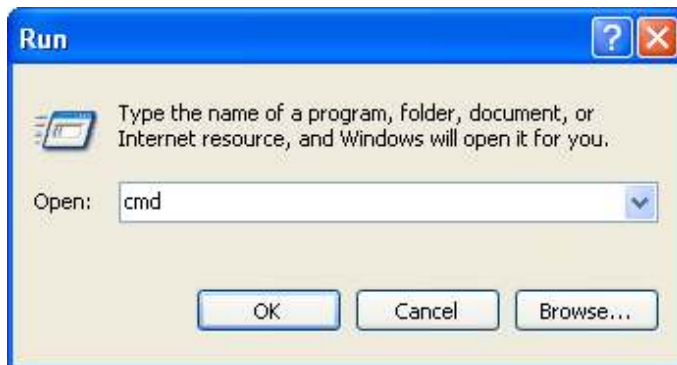 Run
Type the name of a program, folder, document, or
Internet resource, and Windows will open it for you.
Open: cmd
OK Cancel Browse...